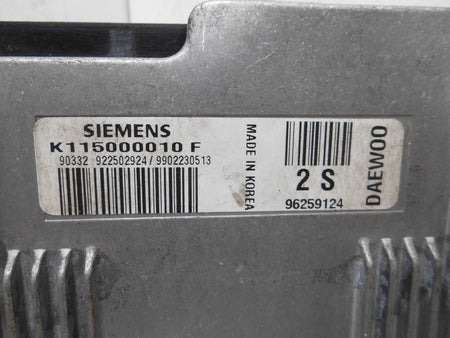 SIEMENS
K115000010 F
90332 922502924/9902230513
MADE IN KOREA
2 S
96259124
DAEWOO